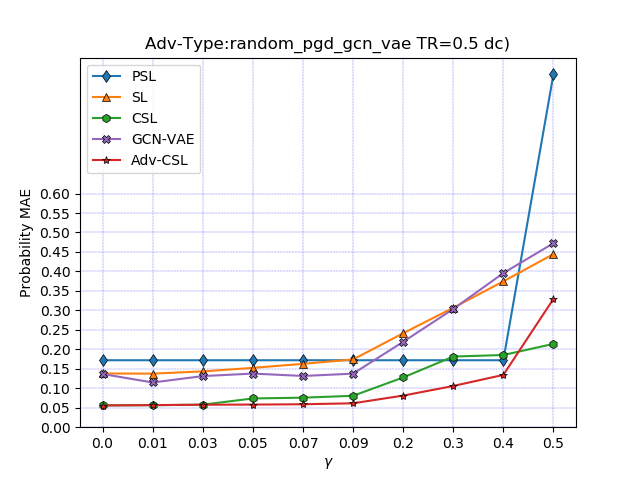 Adv-Type:random_pgd_gcn_vae TR=0.5 dc)
PSL
SL
CSL
GCN-VAE
Adv-CSL
Probability MAE
0.60
0.55
0.50
0.45
0.40
0.35
0.30
0.25
0.20
0.15
0.10
0.05
0.00
0.0 0.01 0.03 0.05 0.07 0.09 0.2 0.3 0.4 0.5
γ